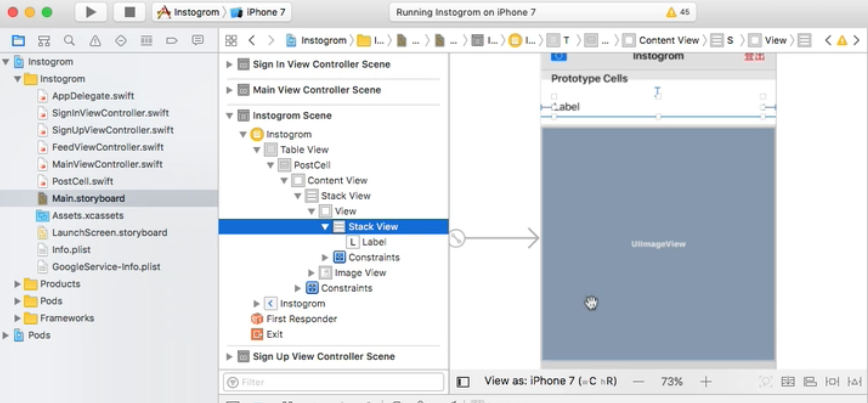 Instogrom › iPhone 7
Running Instogrom on iPhone 7
45
Instogrom
I...
...
...
I...
I...
T
...
Content View
S
View
Instogrom
Instogrom
AppDelegate.swift
SignInViewController.swift
SignUpViewController.swift
FeedViewController.swift
MainViewController.swift
PostCell.swift
Main.storyboard
Assets.xcassets
LaunchScreen.storyboard
Info.plist
GoogleService-Info.plist
Products
Pods
Frameworks
Pods
Sign In View Controller Scene
Main View Controller Scene
Instogrom Scene
Instogrom
Table View
PostCell
Content View
Stack View
View
Stack View
L Label
Constraints
Image View
Constraints
Instogrom
First Responder
Exit
Sign Up View Controller Scene
Filter
Instogrom
登出
Prototype Cells
Label
UIImageView
View as: iPhone 7 (wC hR)
73%